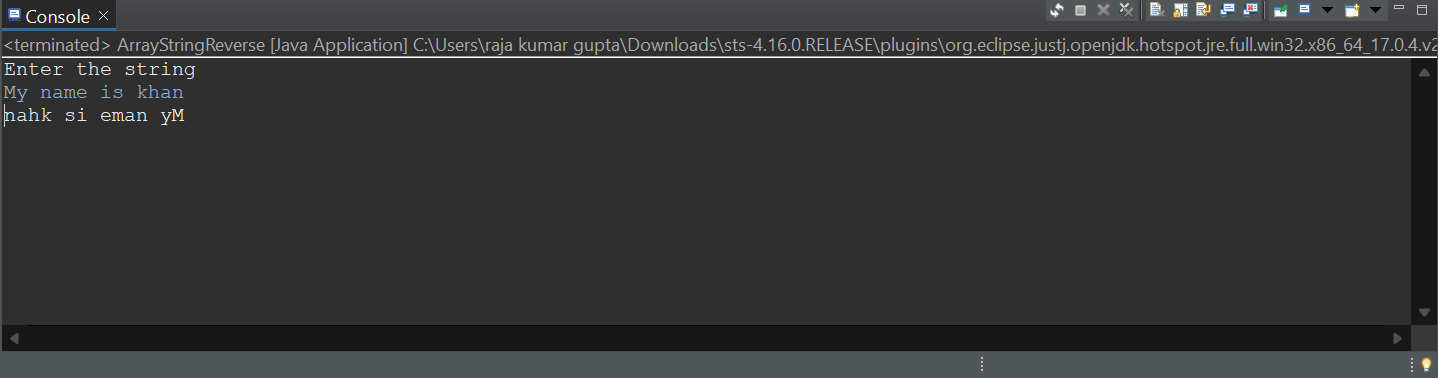 Console
<terminated> ArrayStringReverse [Java Application] C:\Users\raja kumar gupta\Downloads\sts-4.16.0.RELEASE\plugins\org.eclipse.justj.openjdk.hotspot.jre.full.win32.x86_64_17.0.4.v2
Enter the string
My name is khan
nahk si eman yM